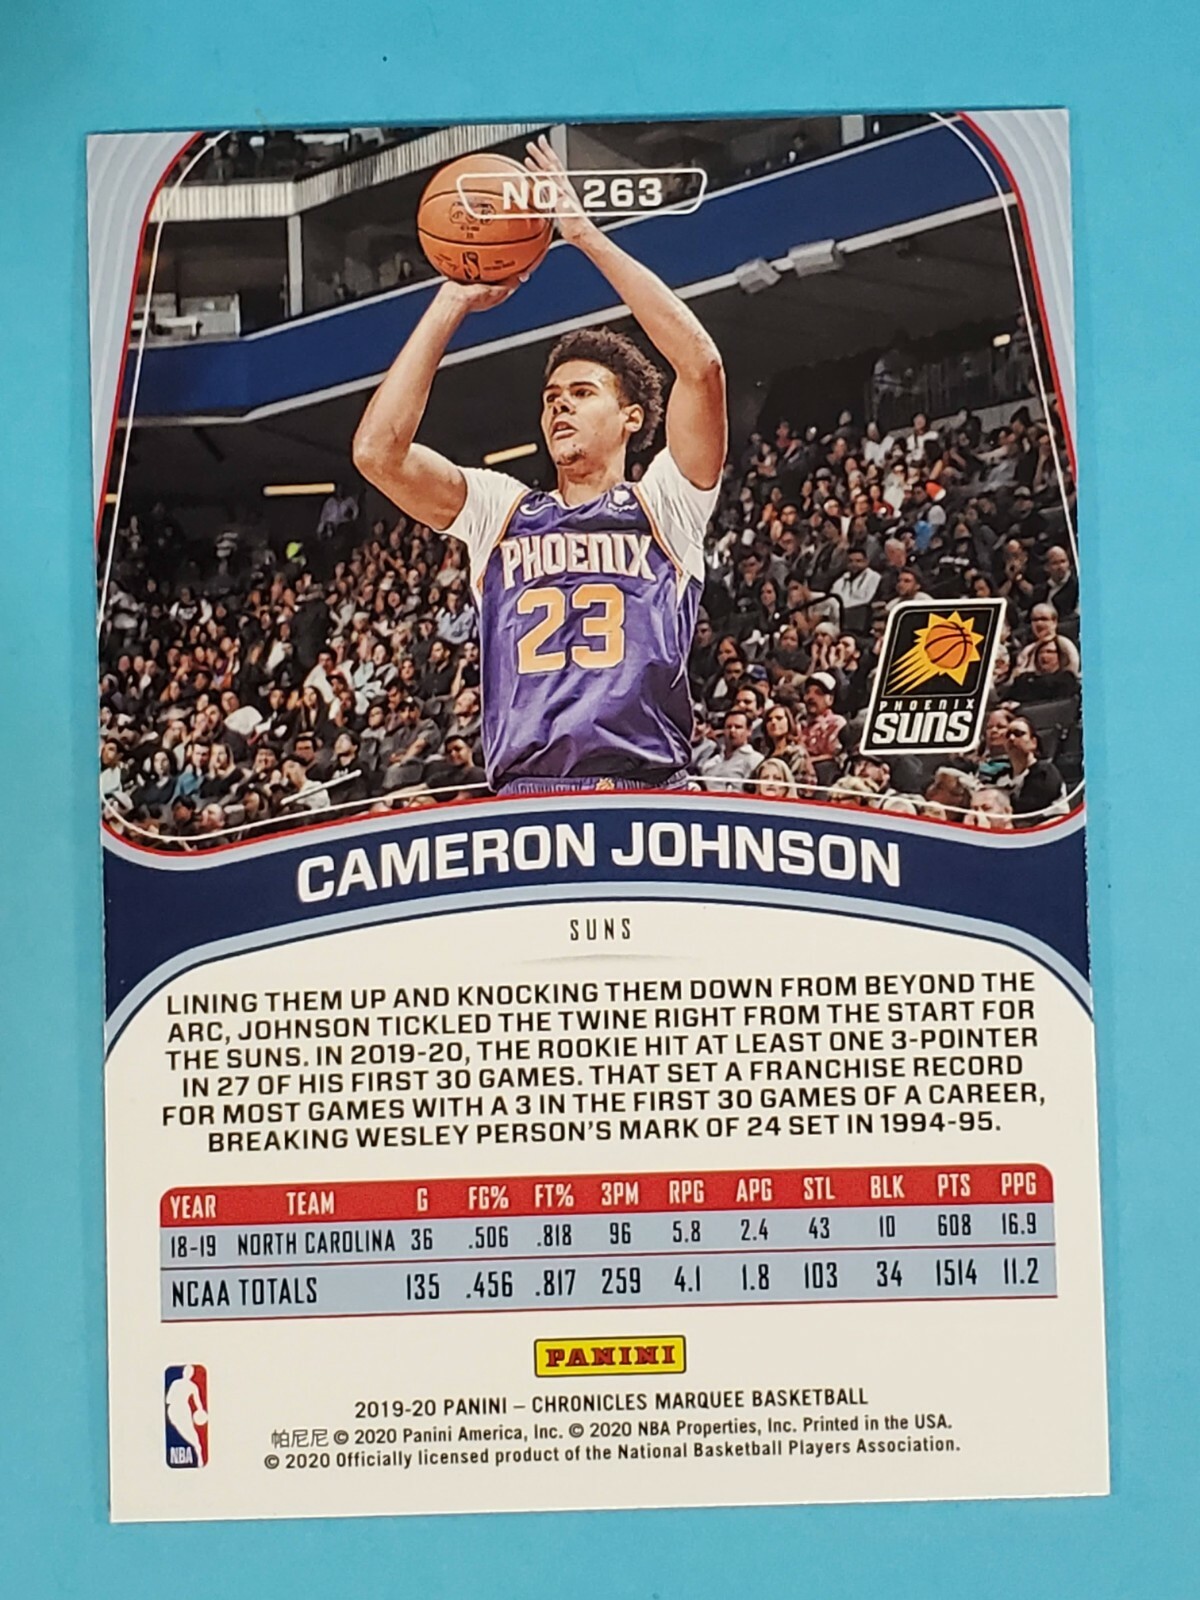 NO. 263
PHOENIX
23
PHOENIX
SUNS
CAMERON JOHNSON
SUNS
LINING THEM UP AND KNOCKING THEM DOWN FROM BEYOND THE
ARC, JOHNSON TICKLED THE TWINE RIGHT FROM THE START FOR
THE SUNS. IN 2019-20, THE ROOKIE HIT AT LEAST ONE 3-POINTER
IN 27 OF HIS FIRST 30 GAMES. THAT SET A FRANCHISE RECORD
FOR MOST GAMES WITH A 3 IN THE FIRST 30 GAMES OF A CAREER,
BREAKING WESLEY PERSON'S MARK OF 24 SET IN 1994-95.
YEAR TEAM G FG% FT% 3PM RPG APG STL BLK PTS PPG
18-19 NORTH CAROLINA 36 .506 .818 96 5.8 2.4 43 10 608 16.9
NCAA TOTALS 135 .456 .817 259 4.1 1.8 103 34 1514 11.2
PANINI
2019-20 PANINI – CHRONICLES MARQUEE BASKETBALL
帕尼尼 © 2020 Panini America, Inc. © 2020 NBA Properties, Inc. Printed in the USA.
© 2020 Officially licensed product of the National Basketball Players Association.
NBA